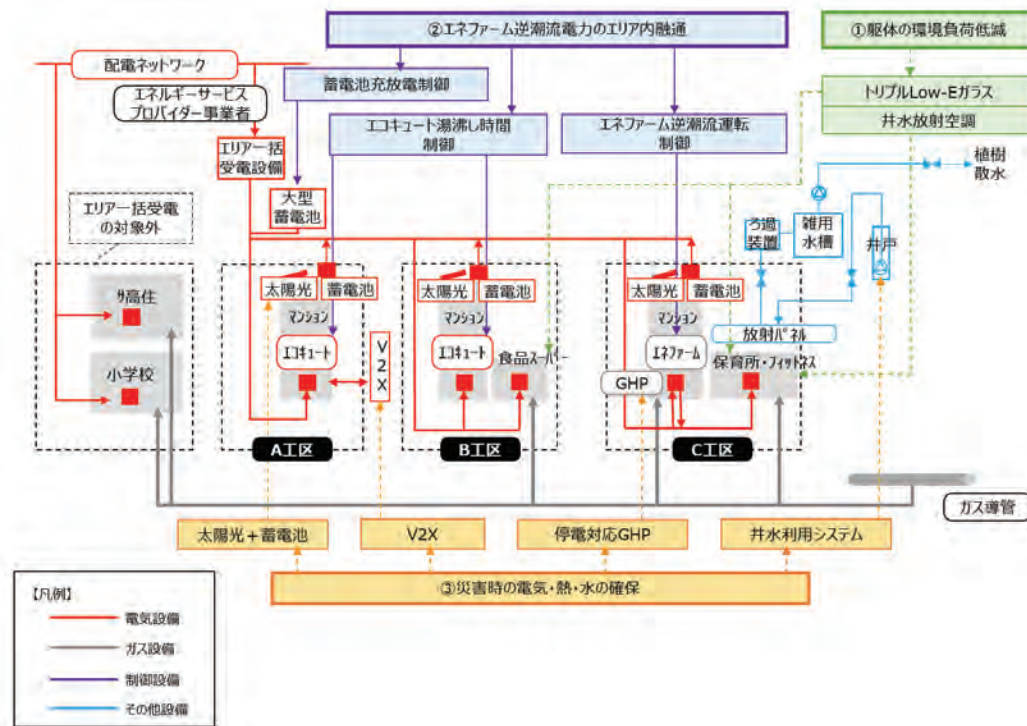 ②エネファーム逆潮流電力のエリア内融通
①躯体の環境負荷低減
配電ネットワーク
蓄電池充放電制御
トリプルLow-Eガラス
井水放射空調
エネルギーサービス
プロバイダー事業者
エコキュート湯沸し時間
制御
エネファーム逆潮流運転
制御
エリア一括
受電設備
植樹
散水
大型
蓄電池
エリア一括受電
の対象外
ろ過
装置
雑用
水槽
井戸
太陽光
蓄電池
太陽光
蓄電池
太陽光
蓄電池
サ高住
マンション
マンション
マンション
放射パネル
エコキュート
V2X
エコキュート
食品スーパー
エネファーム
保育所・フィットネス
小学校
GHP
A工区
B工区
C工区
ガス導管
太陽光+蓄電池
V2X
停電対応GHP
井水利用システム
③災害時の電気・熱・水の確保
【凡例】
電気設備
ガス設備
制御設備
その他設備